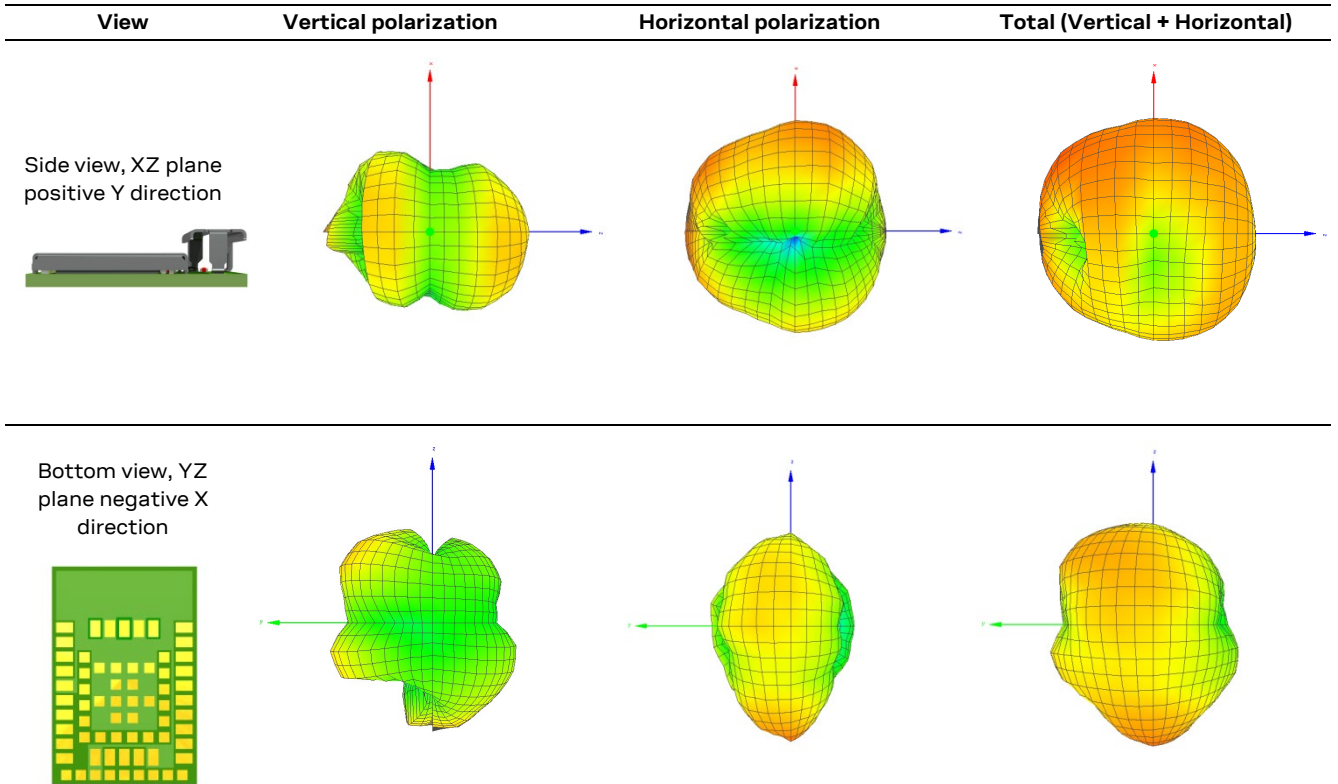 View Vertical polarization Horizontal polarization Total (Vertical + Horizontal)
Side view, XZ plane
positive Y direction
x
z
x
z
x
z
Bottom view, YZ
plane negative X
direction
z
y
z
y
z
y